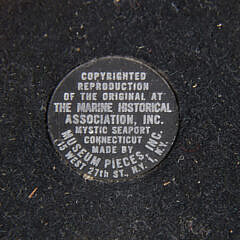 COPYRIGHTED
REPRODUCTION
OF THE ORIGINAL AT
THE MARINE HISTORICAL
ASSOCIATION, INC.
MYSTIC SEAPORT
CONNECTICUT
MADE BY
MUSEUM PIECES, INC.
15 WEST 27th ST., N.Y. 1, N.Y.